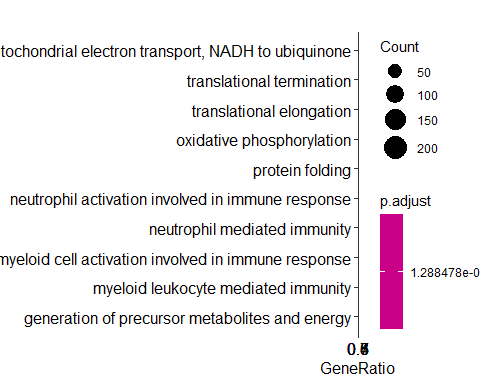 tochondrial electron transport, NADH to ubiquinone
translational termination
translational elongation
oxidative phosphorylation
protein folding
neutrophil activation involved in immune response
neutrophil mediated immunity
myeloid cell activation involved in immune response
myeloid leukocyte mediated immunity
generation of precursor metabolites and energy
GeneRatio
Count
50
100
150
200
p.adjust
1.288478e-0